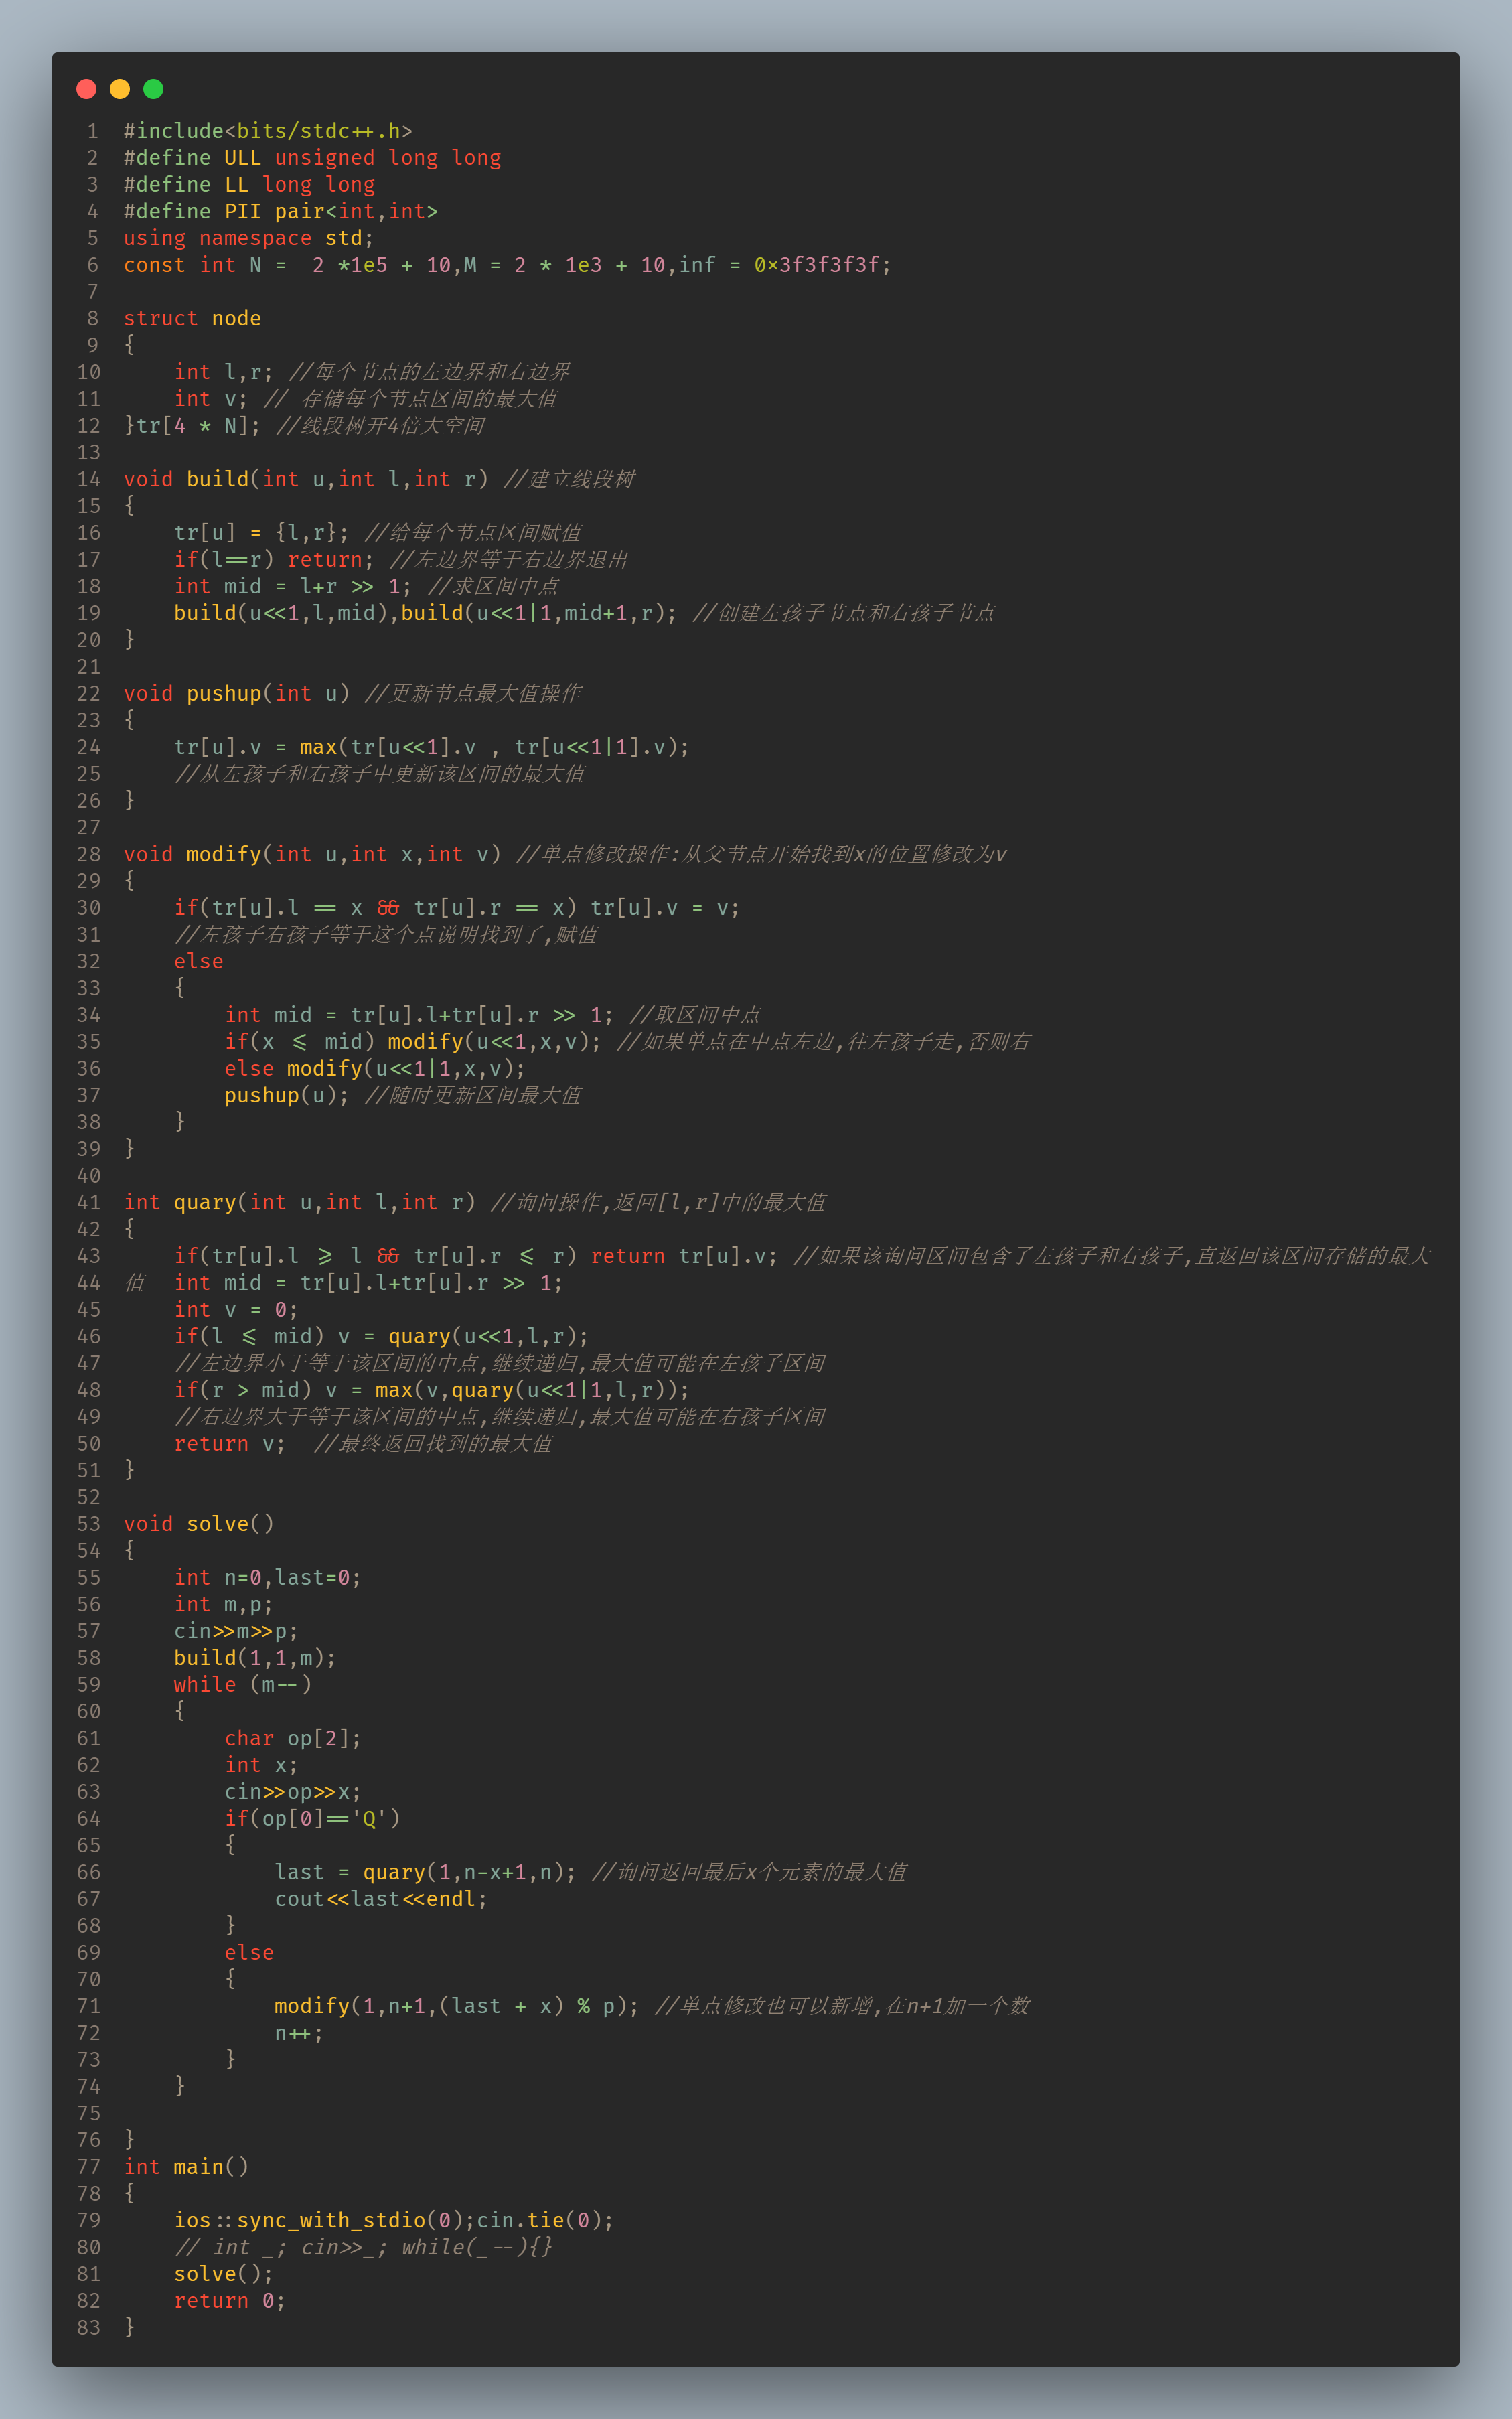 1 #include<bits/stdc++.h>
2 #define ULL unsigned long long
3 #define LL long long
4 #define PII pair<int,int>
5 using namespace std;
6 const int N =  2 *1e5 + 10,M = 2 * 1e3 + 10,inf = 0x3f3f3f3f;
7
8 struct node
9 {
10     int l,r; //每个节点的左边界和右边界
11     int v; // 存储每个节点区间的最大值
12 }tr[4 * N]; //线段树开4倍大空间
13
14 void build(int u,int l,int r) //建立线段树
15 {
16     tr[u] = {l,r}; //给每个节点区间赋值
17     if(l==r) return; //左边界等于右边界退出
18     int mid = l+r >> 1; //求区间中点
19     build(u<<1,l,mid),build(u<<1|1,mid+1,r); //创建左孩子节点和右孩子节点
20 }
21
22 void pushup(int u) //更新节点最大值操作
23 {
24     tr[u].v = max(tr[u<<1].v , tr[u<<1|1].v);
25     //从左孩子和右孩子中更新该区间的最大值
26 }
27
28 void modify(int u,int x,int v) //单点修改操作:从父节点开始找到x的位置修改为v
29 {
30     if(tr[u].l == x && tr[u].r == x) tr[u].v = v;
31     //左孩子右孩子等于这个点说明找到了,赋值
32     else
33     {
34         int mid = tr[u].l+tr[u].r >> 1; //取区间中点
35         if(x <= mid) modify(u<<1,x,v); //如果单点在中点左边,往左孩子走,否则右
36         else modify(u<<1|1,x,v);
37         pushup(u); //随时更新区间最大值
38     }
39 }
40
41 int quary(int u,int l,int r) //询问操作,返回[l,r]中的最大值
42 {
43     if(tr[u].l >= l && tr[u].r <= r) return tr[u].v; //如果该询问区间包含了左孩子和右孩子,直返回该区间存储的最大
44 值  int mid = tr[u].l+tr[u].r >> 1;
45     int v = 0;
46     if(l <= mid) v = quary(u<<1,l,r);
47     //左边界小于等于该区间的中点,继续递归,最大值可能在左孩子区间
48     if(r > mid) v = max(v,quary(u<<1|1,l,r));
49     //右边界大于等于该区间的中点,继续递归,最大值可能在右孩子区间
50     return v;  //最终返回找到的最大值
51 }
52
53 void solve()
54 {
55     int n=0,last=0;
56     int m,p;
57     cin>>m>>p;
58     build(1,1,m);
59     while (m--)
60     {
61         char op[2];
62         int x;
63         cin>>op>>x;
64         if(op[0]=='Q')
65         {
66             last = quary(1,n-x+1,n); //询问返回最后x个元素的最大值
67             cout<<last<<endl;
68         }
69         else
70         {
71             modify(1,n+1,(last + x) % p); //单点修改也可以新增,在n+1加一个数
72             n++;
73         }
74     }
75
76 }
77 int main()
78 {
79     ios::sync_with_stdio(0);cin.tie(0);
80     // int _; cin>>_; while(_--){}
81     solve();
82     return 0;
83 }